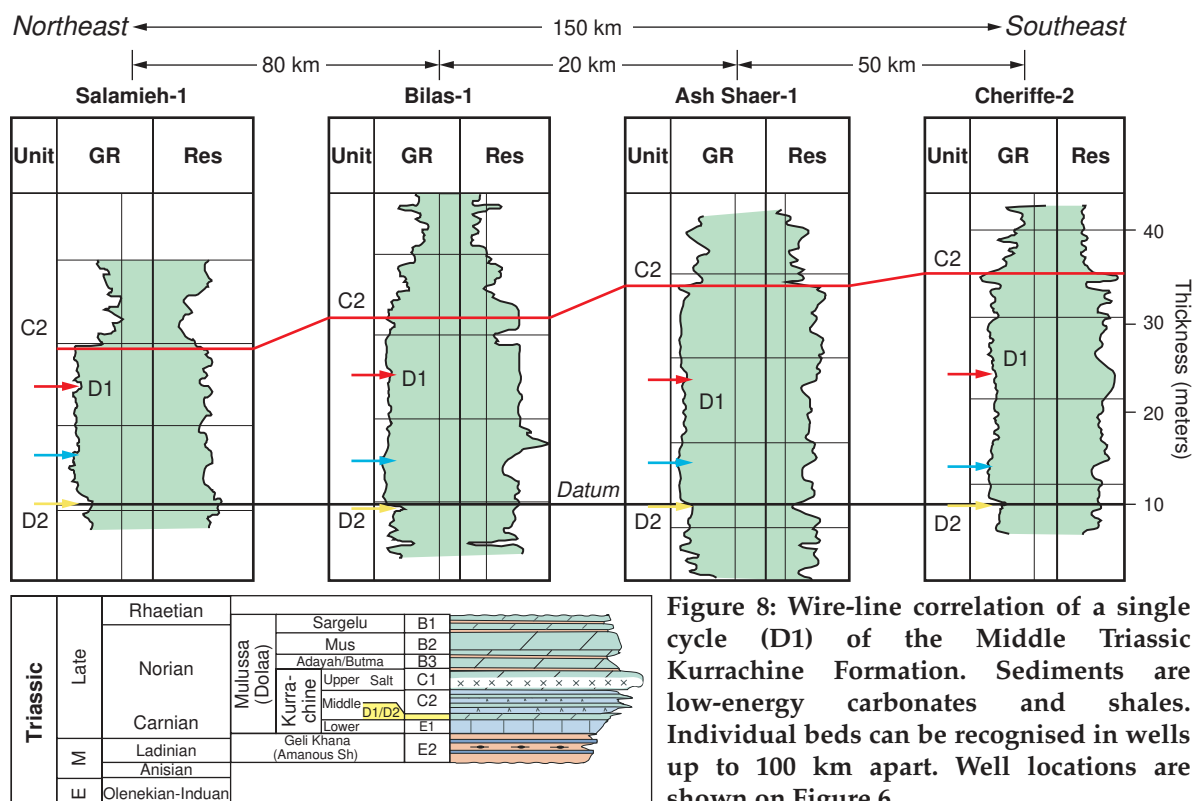 Northeast 150 km Southeast
80 km 20 km 50 km
Salamieh-1 Bilas-1 Ash Shaer-1 Cheriffe-2
Unit GR Res Unit GR Res Unit GR Res Unit GR Res
40
C2
C2
C2
C2
30
D1
D1
D1
D1
20
Thickness (meters)
Datum
10
D2
D2
D2
D2
Triassic
Late
M
E
Rhaetian
Norian
Carnian
Ladinian
Anisian
Olenekian-Induan
Mulussa
(Dolaa)
Sargelu B1
Mus B2
Adayah/Butma B3
Kurra-
chine
Upper Salt C1
Middle C2
D1/D2
Lower E1
Geli Khana
(Amanous Sh)
E2
Figure 8: Wire-line correlation of a single
cycle (D1) of the Middle Triassic
Kurrachine Formation. Sediments are
low-energy carbonates and shales.
Individual beds can be recognised in wells
up to 100 km apart. Well locations are
shown on Figure 6